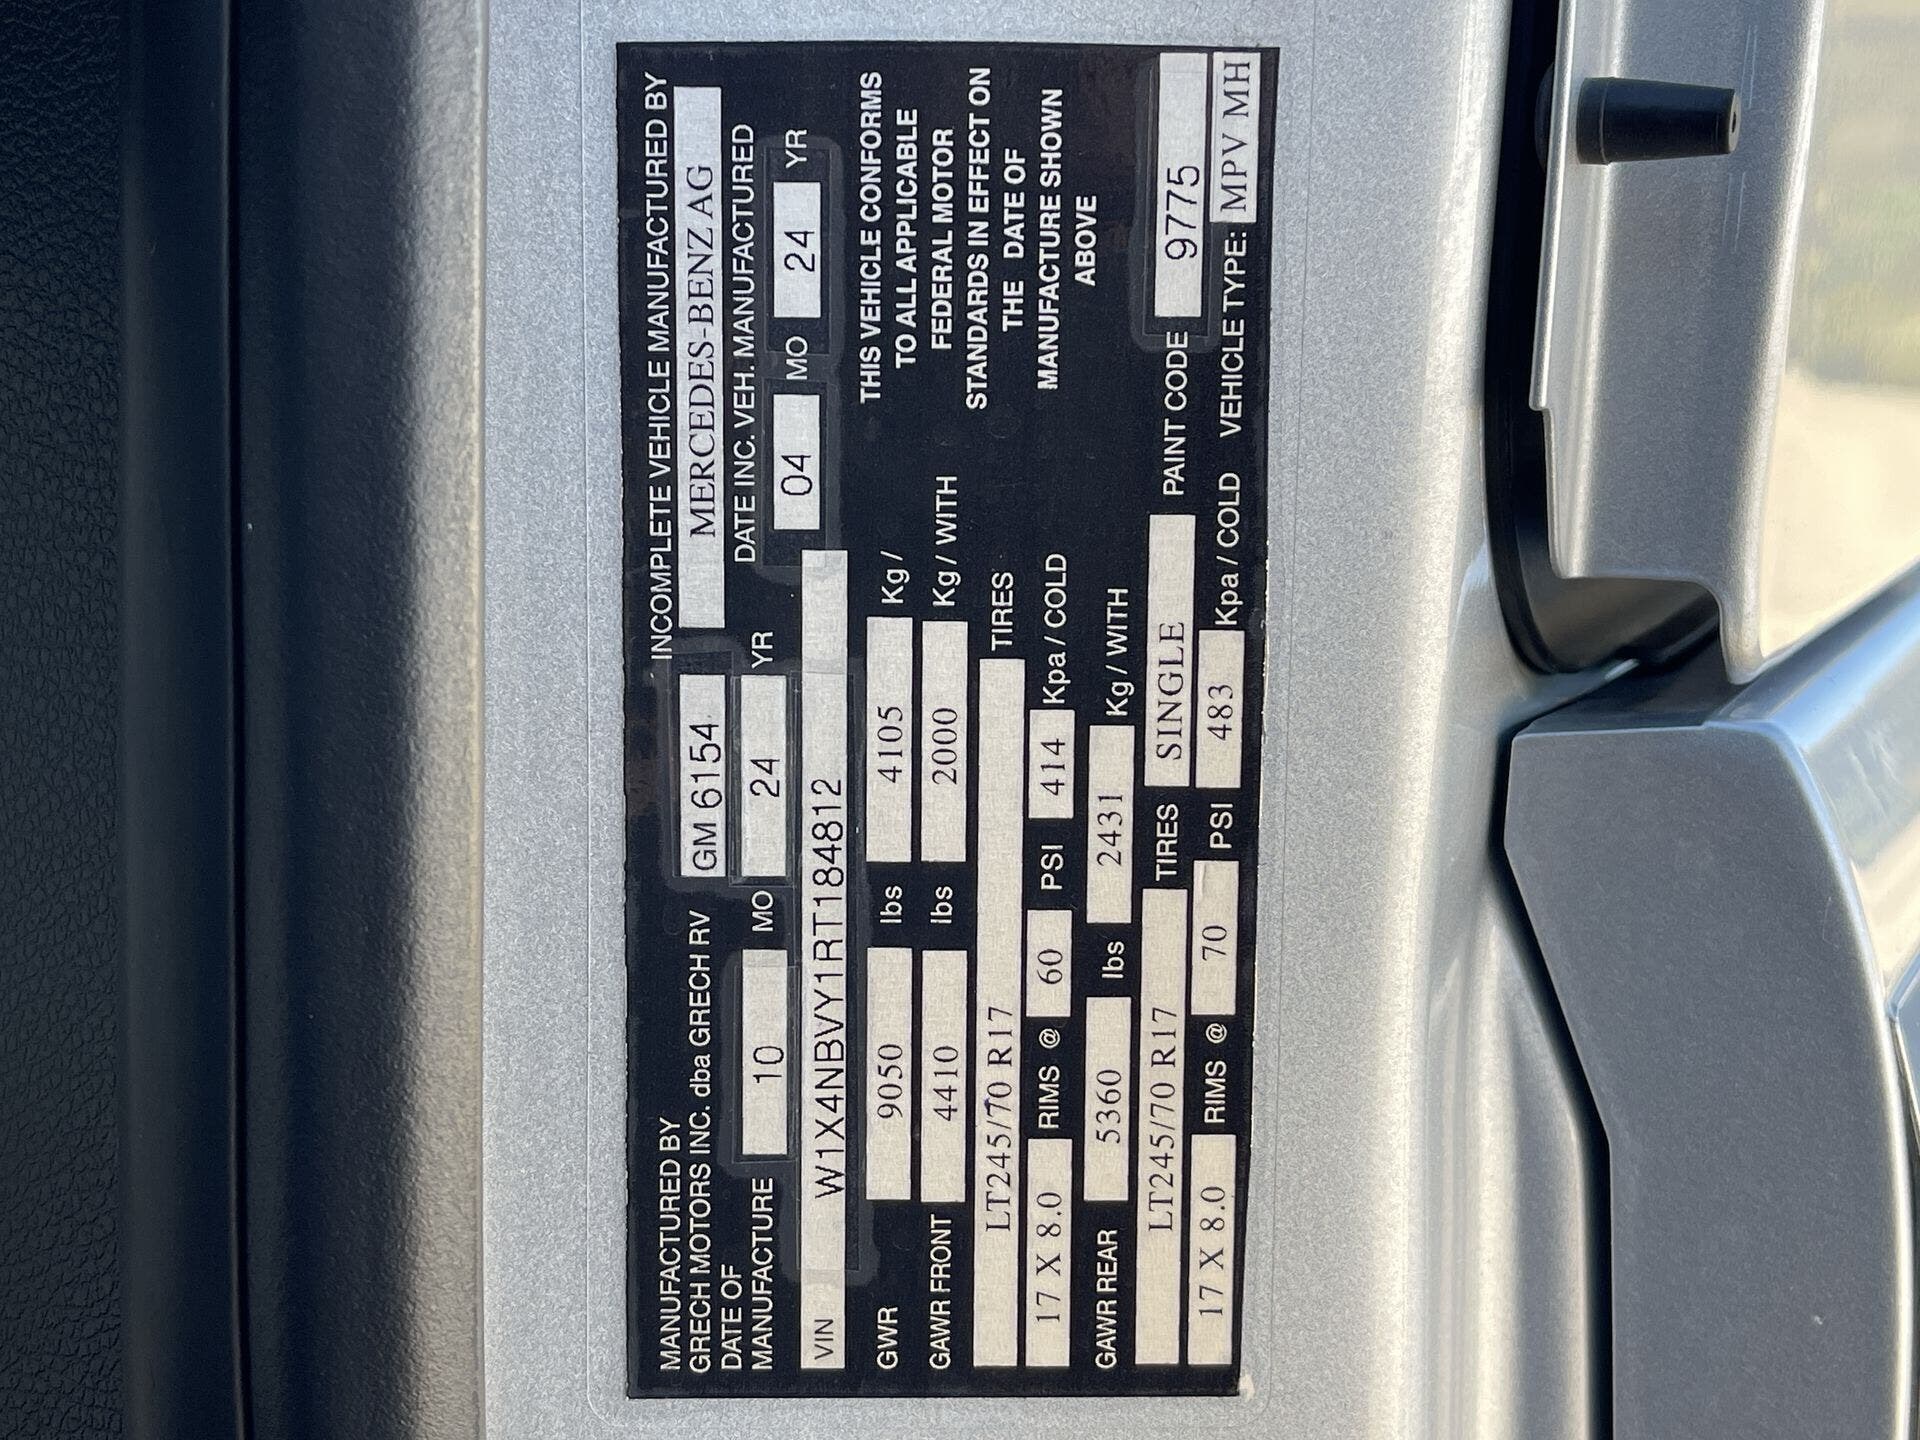 MANUFACTURED BY
GRECH MOTORS INC. dba GRECH RV GM 6154
DATE OF
MANUFACTURE 10 MO 24 YR
INCOMPLETE VEHICLE MANUFACTURED BY
MERCEDES-BENZ AG
DATE INC. VEH. MANUFACTURED
04 MO 24 YR
VIN W1X4NBVY1RT184812
GWR 9050 lbs 4105 Kg /
GAWR FRONT 4410 lbs 2000 Kg / WITH
LT245/70 R17 TIRES
17 X 8.0 RIMS @ 60 PSI 414 Kpa / COLD
GAWR REAR 5360 lbs 2431 Kg / WITH
LT245/70 R17 TIRES SINGLE
17 X 8.0 RIMS @ 70 PSI 483 Kpa / COLD
THIS VEHICLE CONFORMS
TO ALL APPLICABLE
FEDERAL MOTOR
STANDARDS IN EFFECT ON
THE DATE OF
MANUFACTURE SHOWN
ABOVE
PAINT CODE 9775
VEHICLE TYPE: MPV MH